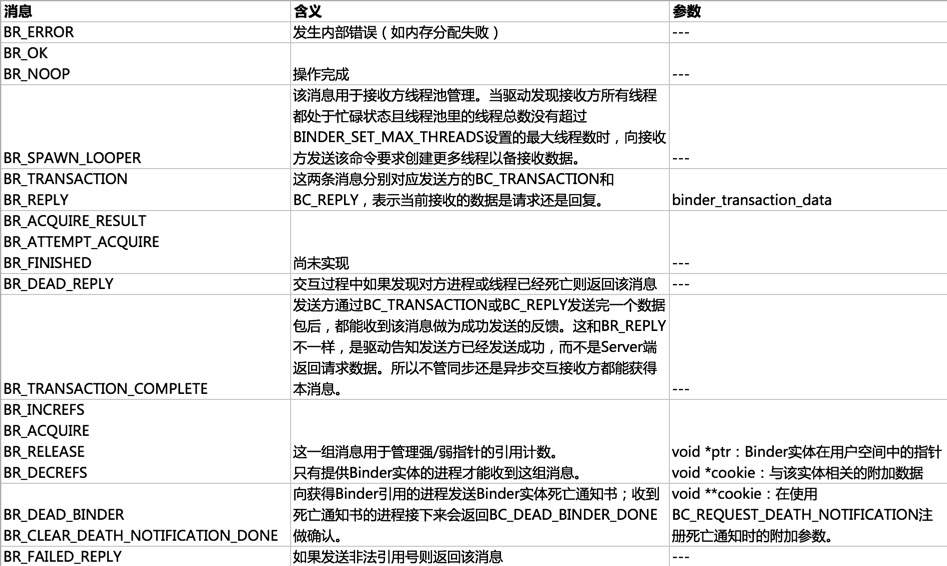 消息 含义 参数
BR_ERROR 发生内部错误（如内存分配失败） ---
BR_OK
BR_NOOP 操作完成 ---
该消息用于接收方线程池管理。当驱动发现接收方所有线程
都处于忙碌状态且线程池里的线程总数没有超过
BINDER_SET_MAX_THREADS设置的最大线程数时，向接收
BR_SPAWN_LOOPER 方发送该命令要求创建更多线程以备接收数据。 ---
BR_TRANSACTION 这两条消息分别对应发送方的BC_TRANSACTION和
BR_REPLY BC_REPLY，表示当前接收的数据是请求还是回复。 binder_transaction_data
BR_ACQUIRE_RESULT
BR_ATTEMPT_ACQUIRE
BR_FINISHED 尚未实现 ---
BR_DEAD_REPLY 交互过程中如果发现对方进程或线程已经死亡则返回该消息 ---
发送方通过BC_TRANSACTION或BC_REPLY发送完一个数据
包后，都能收到该消息做为成功发送的反馈。这和BR_REPLY
不一样，是驱动告知发送方已经发送成功，而不是Server端
返回请求数据。所以不管同步还是异步交互接收方都能获得
BR_TRANSACTION_COMPLETE 本消息。 ---
BR_INCREFS
BR_ACQUIRE
BR_RELEASE 这一组消息用于管理强/弱指针的引用计数。 void *ptr：Binder实体在用户空间中的指针
BR_DECREFS 只有提供Binder实体的进程才能收到这组消息。 void *cookie：与该实体相关的附加数据
向获得Binder引用的进程发送Binder实体死亡通知书；收到 void **cookie：在使用
BR_DEAD_BINDER 死亡通知书的进程接下来会返回BC_DEAD_BINDER_DONE BC_REQUEST_DEATH_NOTIFICATION注
BR_CLEAR_DEATH_NOTIFICATION_DONE 做确认。 册死亡通知时的附加参数。
BR_FAILED_REPLY 如果发送非法引用号则返回该消息 ---